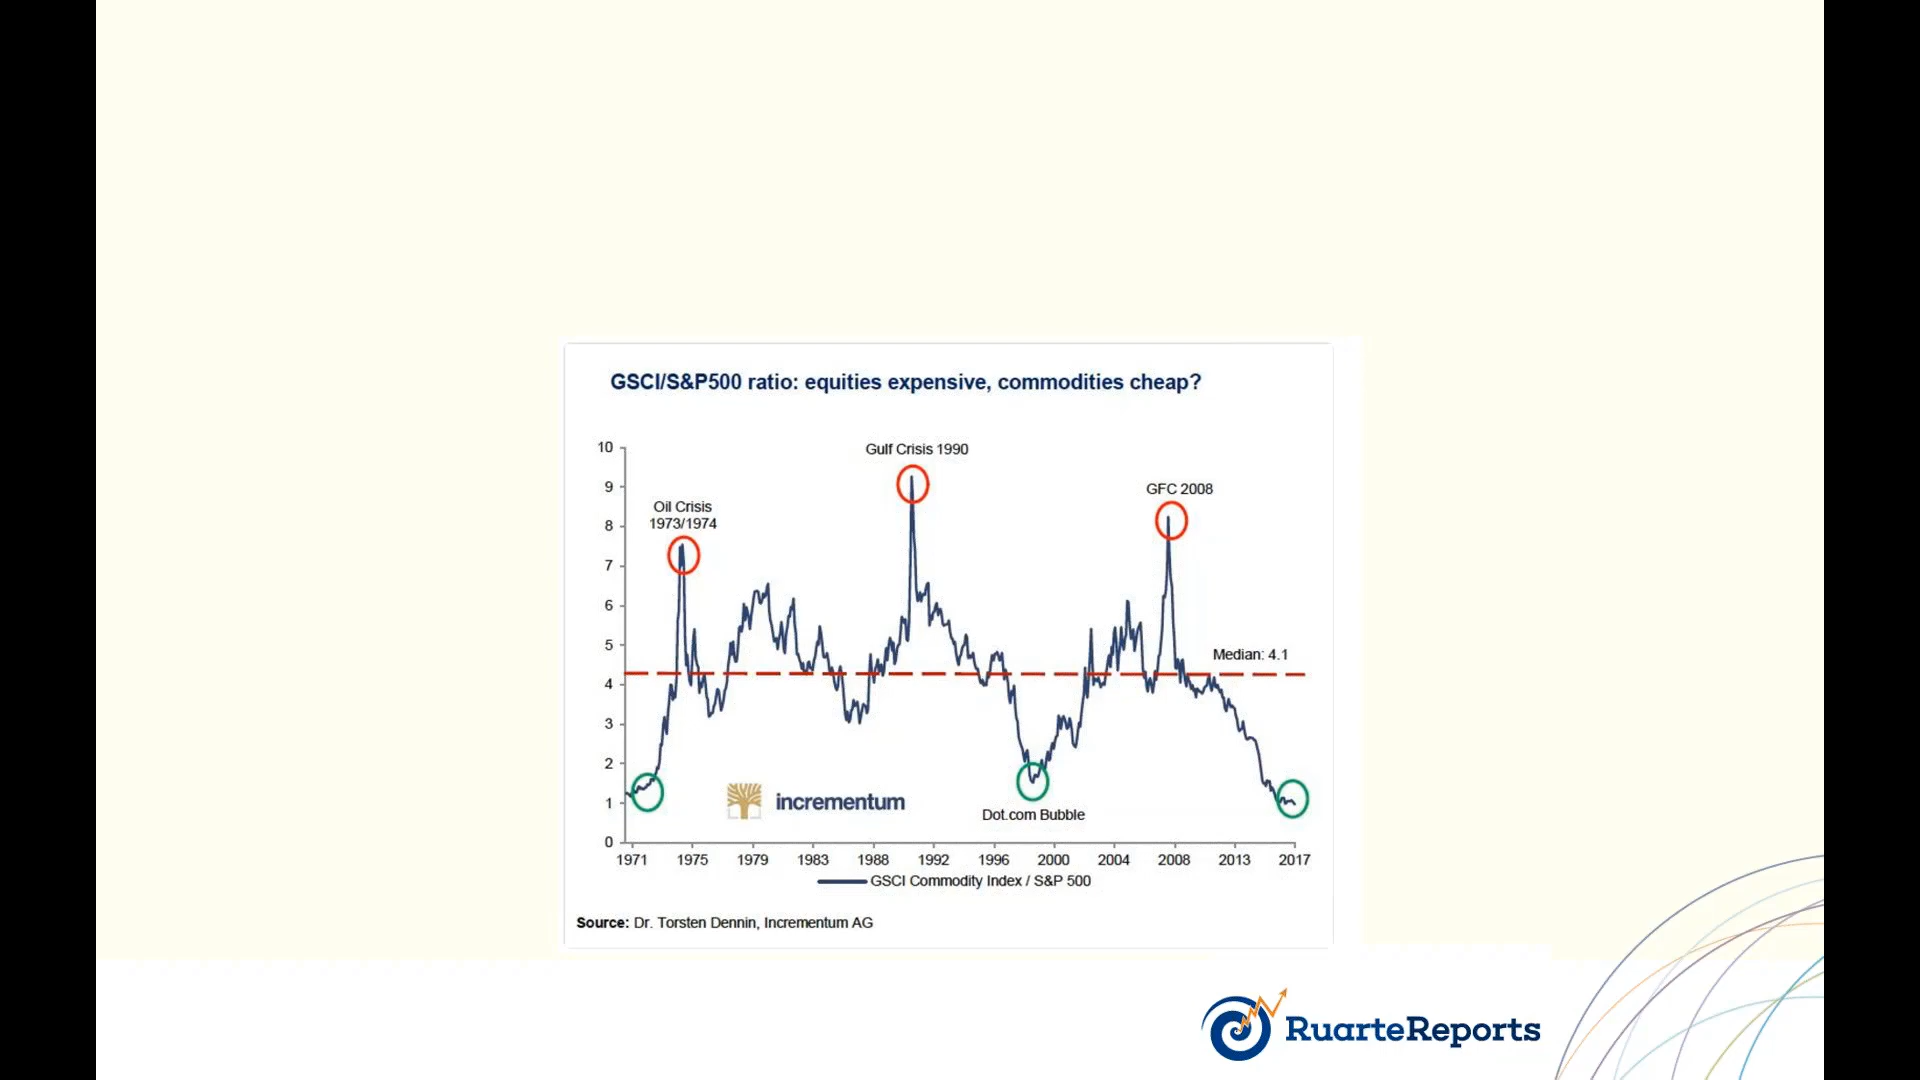 GSCI/S&P500 ratio: equities expensive, commodities cheap?
10
9
8
7
6
5
4
3
2
1
0
Oil Crisis
1973/1974
Gulf Crisis 1990
GFC 2008
Median: 4.1
incrementum
Dot.com Bubble
1971 1975 1979 1983 1988 1992 1996 2000 2004 2008 2013 2017
GSCI Commodity Index / S&P 500
Source: Dr. Torsten Dennin, Incrementum AG
RuarteReports